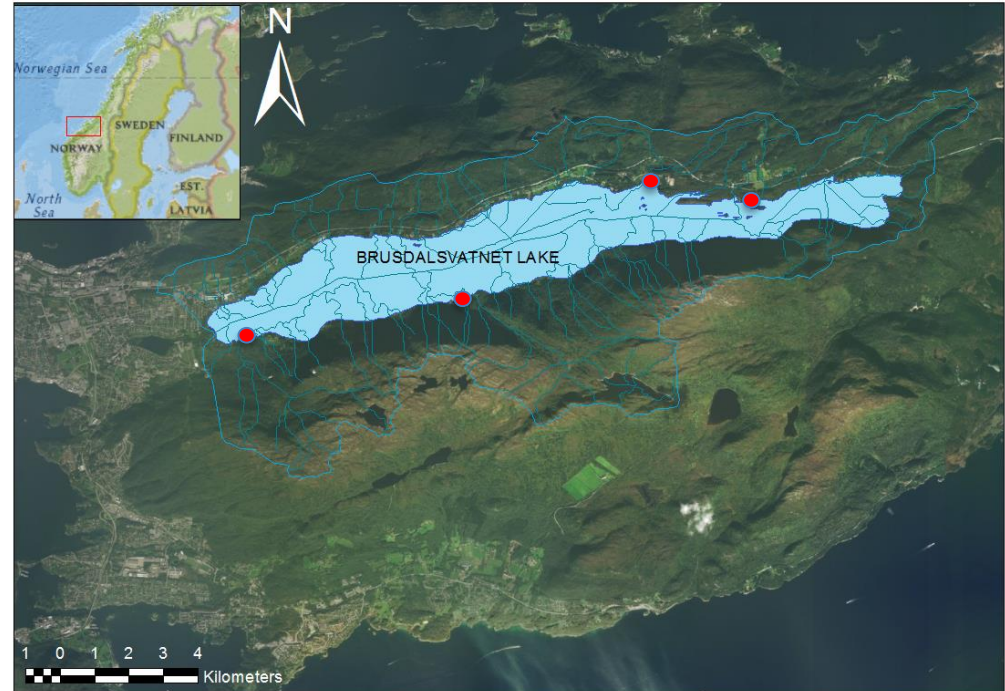 Norwegian Sea
SWEDEN
FINLAND
NORWAY
North
Sea
EST.
LATVIA
N
BRUSDALSVATNET LAKE
1 0 1 2 3 4
Kilometers